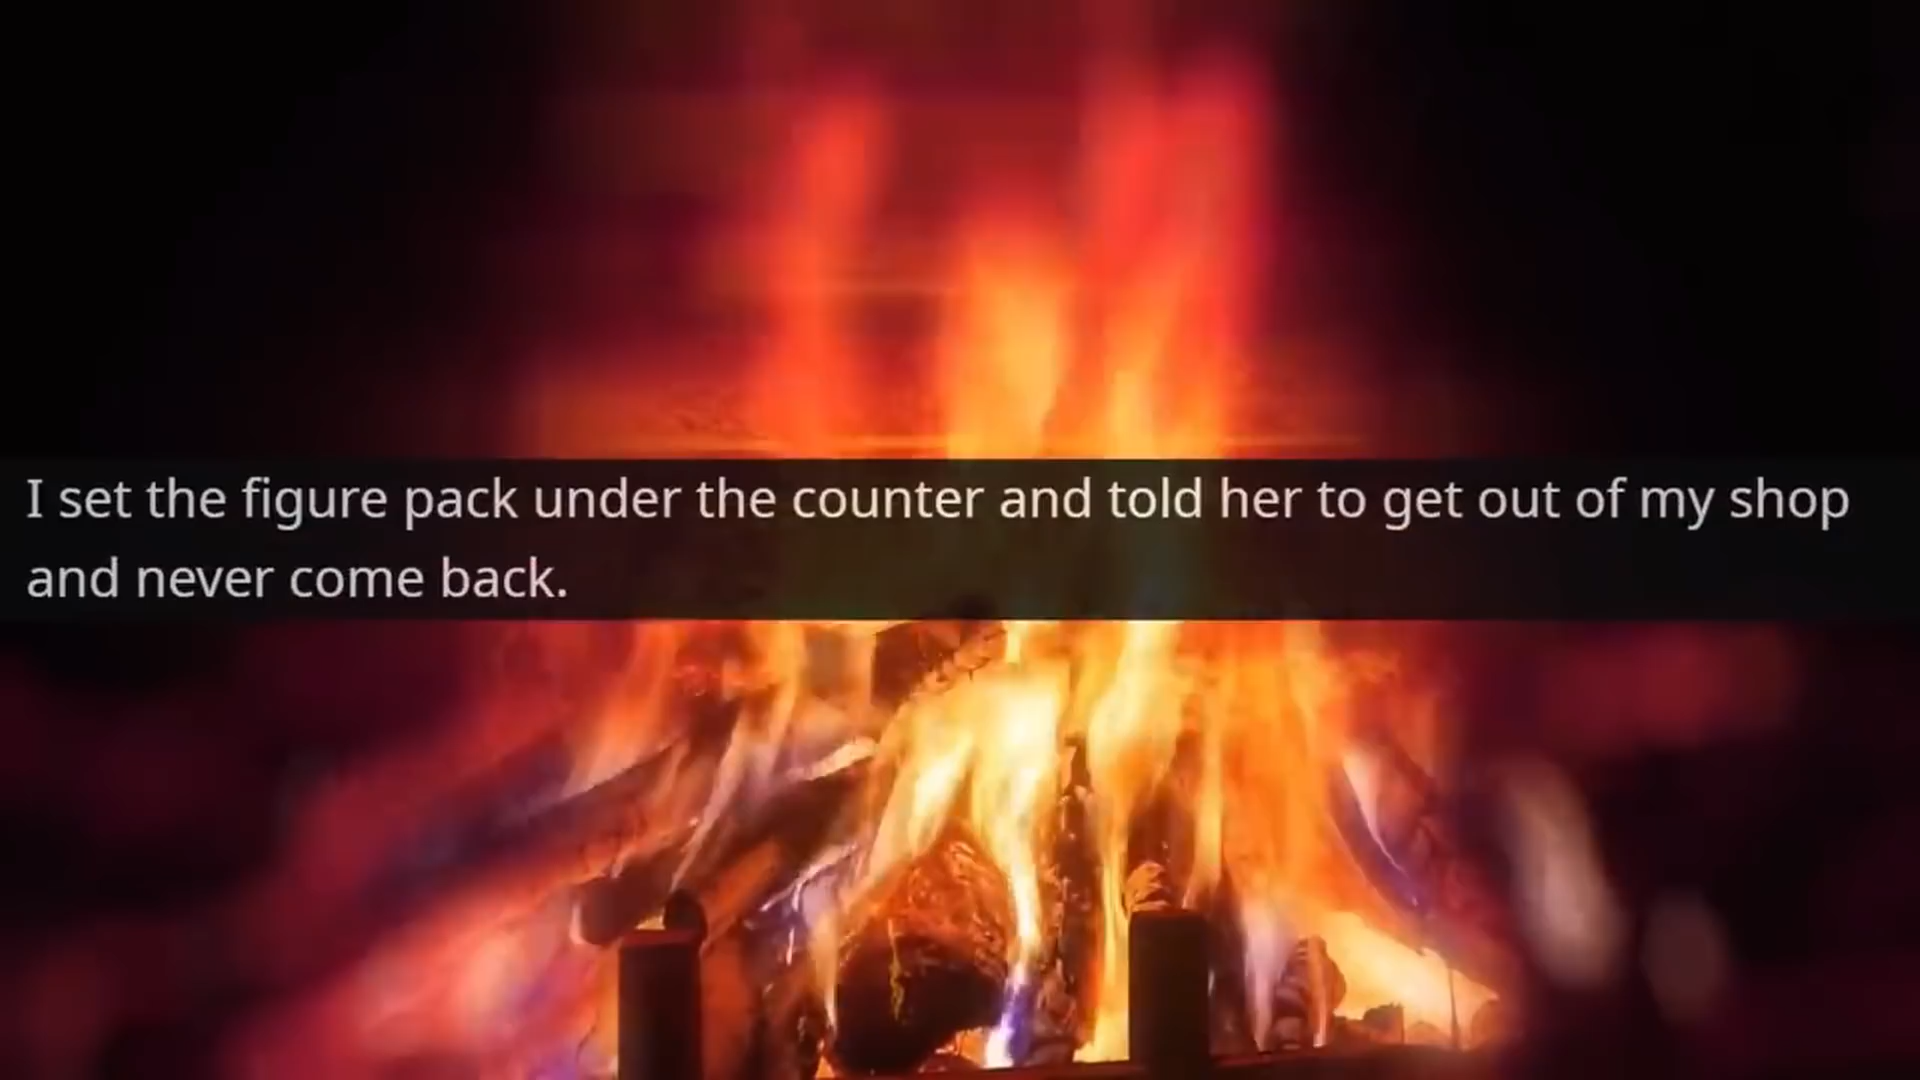 I set the figure pack under the counter and told her to get out of my shop
and never come back.